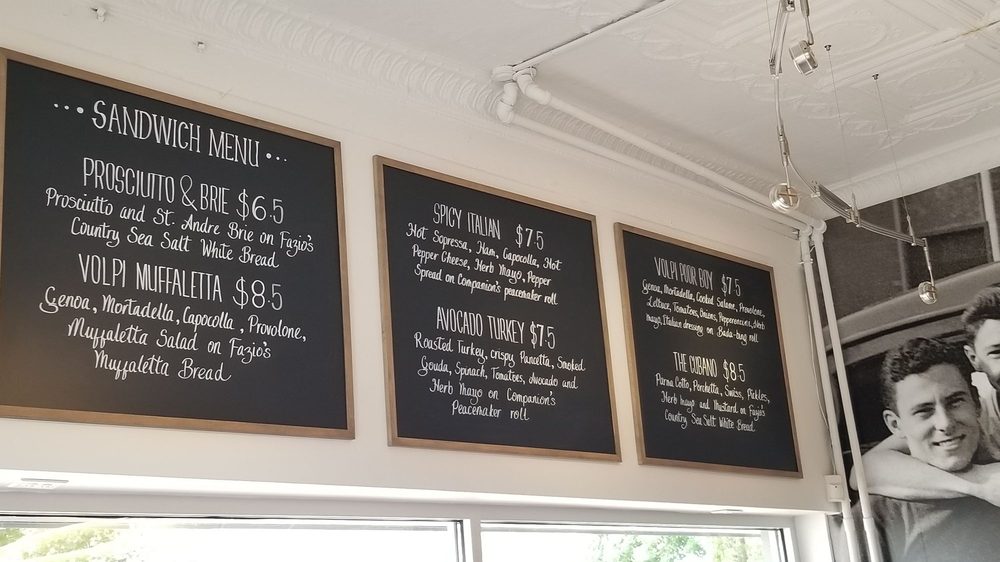 ...SANDWICH MENU...
PROSCIUTTO & BRIE $6.5
Prosciutto and St. Andre Brie on Fazio's
Country Sea Salt White Bread
VOLPI MUFFALETTA $8.5
Genoa, Mortadella, Capocolla, Provolone,
Muffaletta Salad on Fazio's
Muffaletta Bread
SPICY ITALIAN $7.5
Hot Sopressa, Ham, Capocolla, Hot
Pepper Cheese, Herb Mayo, Pepper
Spread on Companion's peacemaker roll
AVOCADO TURKEY $7.5
Roasted Turkey, crispy Pancetta, Smoked
Gouda, Spinach, Tomatoes, Avocado and
Herb Mayo on Companion's
Peacemaker roll
VOLPI POOR BOY $7.5
Genoa, Mortadella, Cooked Salame, Provolone,
Lettuce, Tomatoes, Onions, Pepperoncini, Herb
mayo, Italian dressing on Bada-bing roll
THE CUBANO $8.5
Parma Cotto, Porchetta, Swiss, Pickles,
Herb mayo and Mustard on Fazio's
Country Sea Salt White Bread